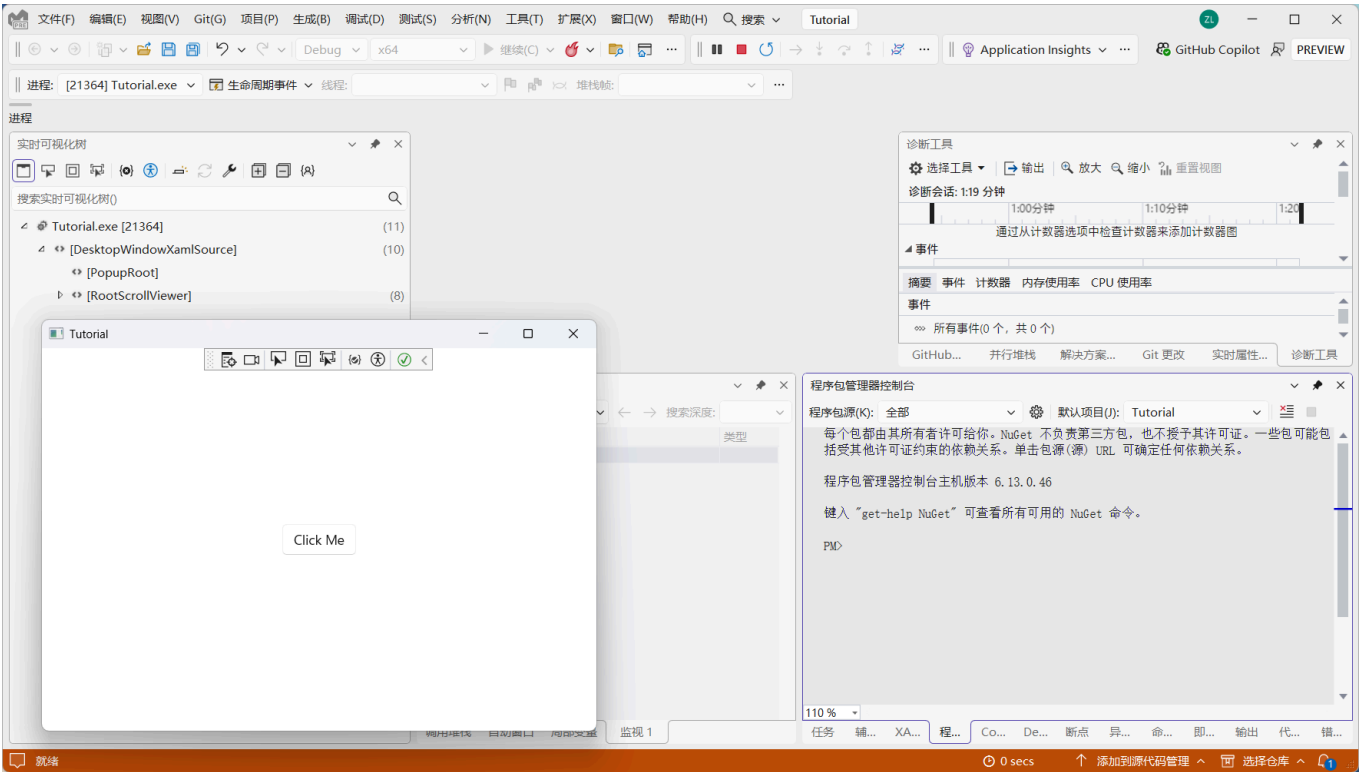 文件(F) 编辑(E) 视图(V) Git(G) 项目(P) 生成(B) 调试(D) 测试(S) 分析(N) 工具(T) 扩展(X) 窗口(W) 帮助(H) 搜索 Tutorial ZL
Debug x64 继续(C) Application Insights GitHub Copilot PREVIEW
进程: [21364] Tutorial.exe 生命周期事件 线程: 堆栈帧:
进程
实时可视化树
搜索实时可视化树()
Tutorial.exe [21364] (11)
[DesktopWindowXamlSource] (10)
[PopupRoot]
[RootScrollViewer] (8)
诊断工具
选择工具 输出 放大 缩小 重置视图
诊断会话: 1:19 分钟
1:00分钟 1:10分钟 1:20
通过从计数器选项中检查计数器来添加计数器图
事件
摘要 事件 计数器 内存使用率 CPU 使用率
事件
所有事件(0 个，共 0 个)
GitHub... 并行堆栈 解决方案... Git 更改 实时属性... 诊断工具
Tutorial
Click Me
搜索深度:
类型
调用堆栈 自动窗口 局部变量 监视 1
程序包管理器控制台
程序包源(K): 全部 默认项目(J): Tutorial
每个包都由其所有者许可给你。NuGet 不负责第三方包，也不授予其许可证。一些包可能包
括受其他许可证约束的依赖关系。单击包源(源) URL 可确定任何依赖关系。
程序包管理器控制台主机版本 6.13.0.46
键入 "get-help NuGet" 可查看所有可用的 NuGet 命令。
PM>
110 %
任务 辅... XA... 程... Co... De... 断点 异... 命... 即... 输出 代... 错...
就绪 0 secs 添加到源代码管理 选择仓库 1